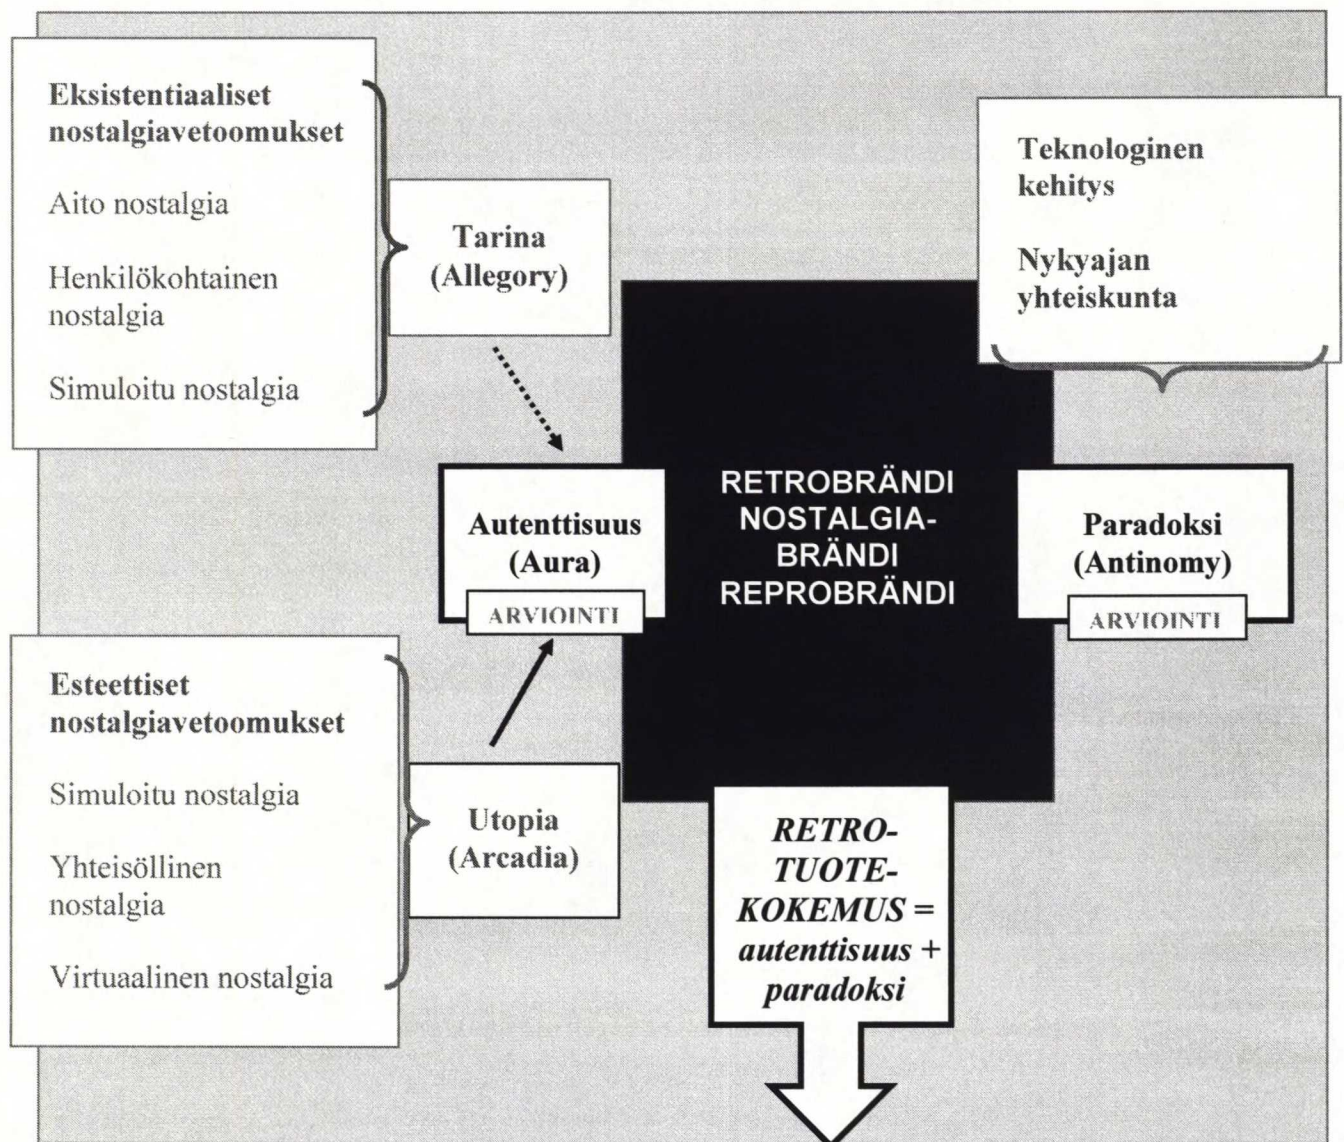 Eksistentiaaliset
nostalgiavetoomukset
Aito nostalgia
Henkilökohtainen
nostalgia
Simuloitu nostalgia
Tarina
(Allegory)
Teknologinen
kehitys
Nykyajan
yhteiskunta
Autenttisuus
(Aura)
ARVIOINTI
RETROBRÄNDI
NOSTALGIA-
BRÄNDI
REPROBRÄNDI
Paradoksi
(Antinomy)
ARVIOINTI
Esteettiset
nostalgiavetoomukset
Simuloitu nostalgia
Yhteisöllinen
nostalgia
Virtuaalinen nostalgia
Utopia
(Arcadia)
RETRO-
TUOTE-
KOKEMUS =
autenttisuus +
paradoksi